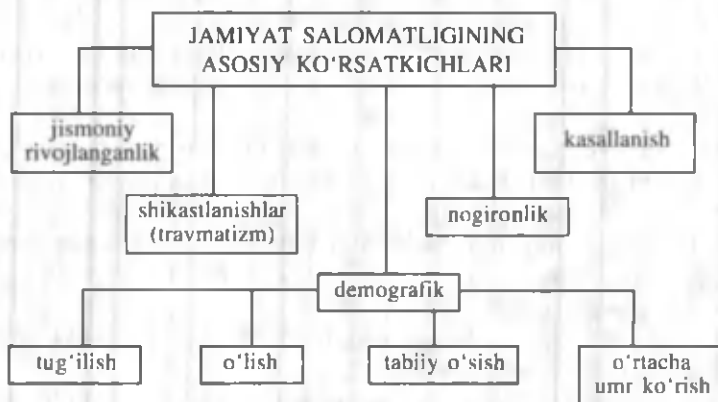 JAMIYAT SALOMATLIGINING
ASOSIY KO‘RSATKICHLARI
jismoniy
rivojlanganlik
kasallanish
shikastlanishlar
(travmatizm)
nogironlik
demografik
tug‘ilish
o‘lish
tabiiy o‘sish
o‘rtacha
umr ko‘rish